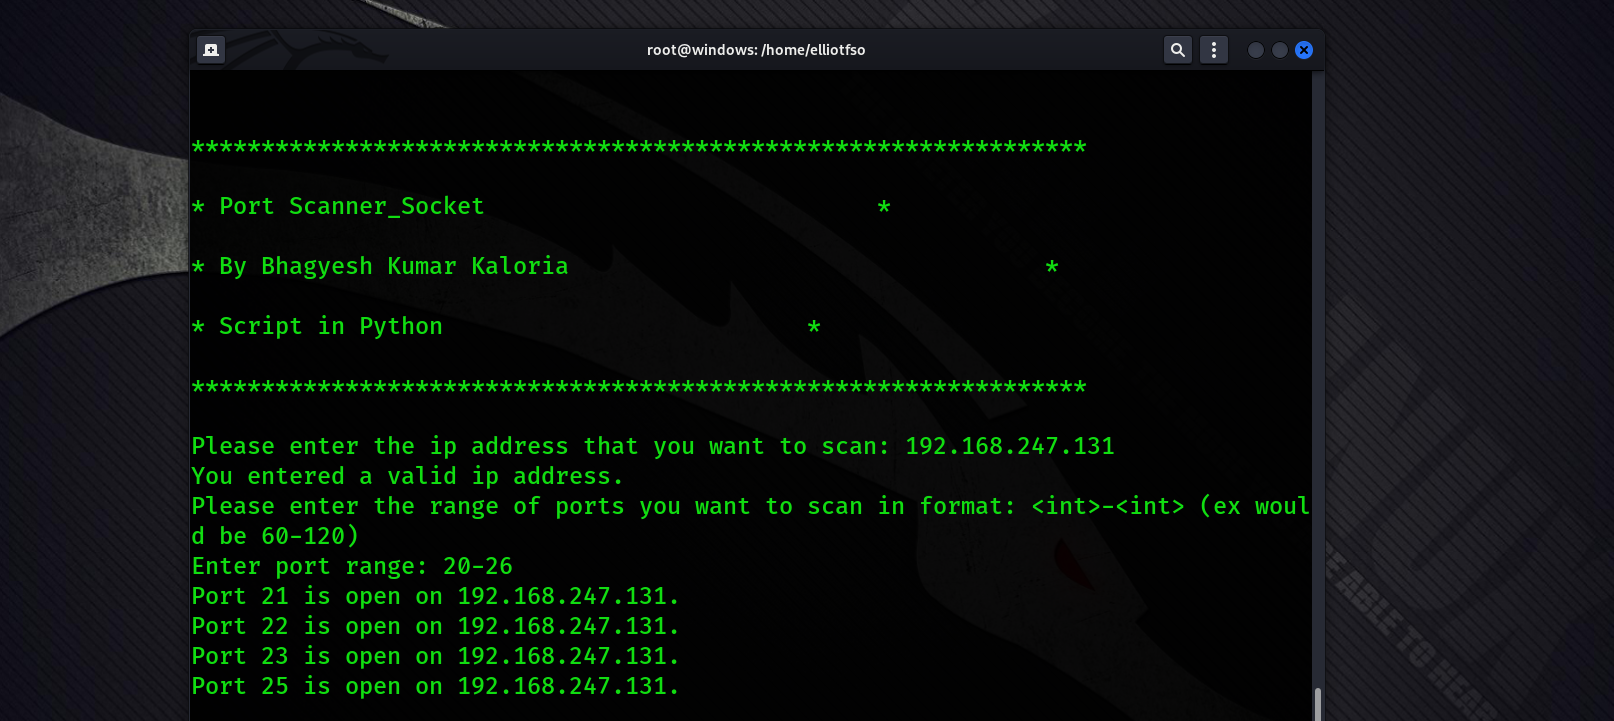 root@windows: /home/elliotfso
****************************************************************
* Port Scanner_Socket                            *
* By Bhagyesh Kumar Kaloria                                  *
* Script in Python                          *
****************************************************************
Please enter the ip address that you want to scan: 192.168.247.131
You entered a valid ip address.
Please enter the range of ports you want to scan in format: <int>-<int> (ex woul
d be 60-120)
Enter port range: 20-26
Port 21 is open on 192.168.247.131.
Port 22 is open on 192.168.247.131.
Port 23 is open on 192.168.247.131.
Port 25 is open on 192.168.247.131.
E ABLE TO HEAR